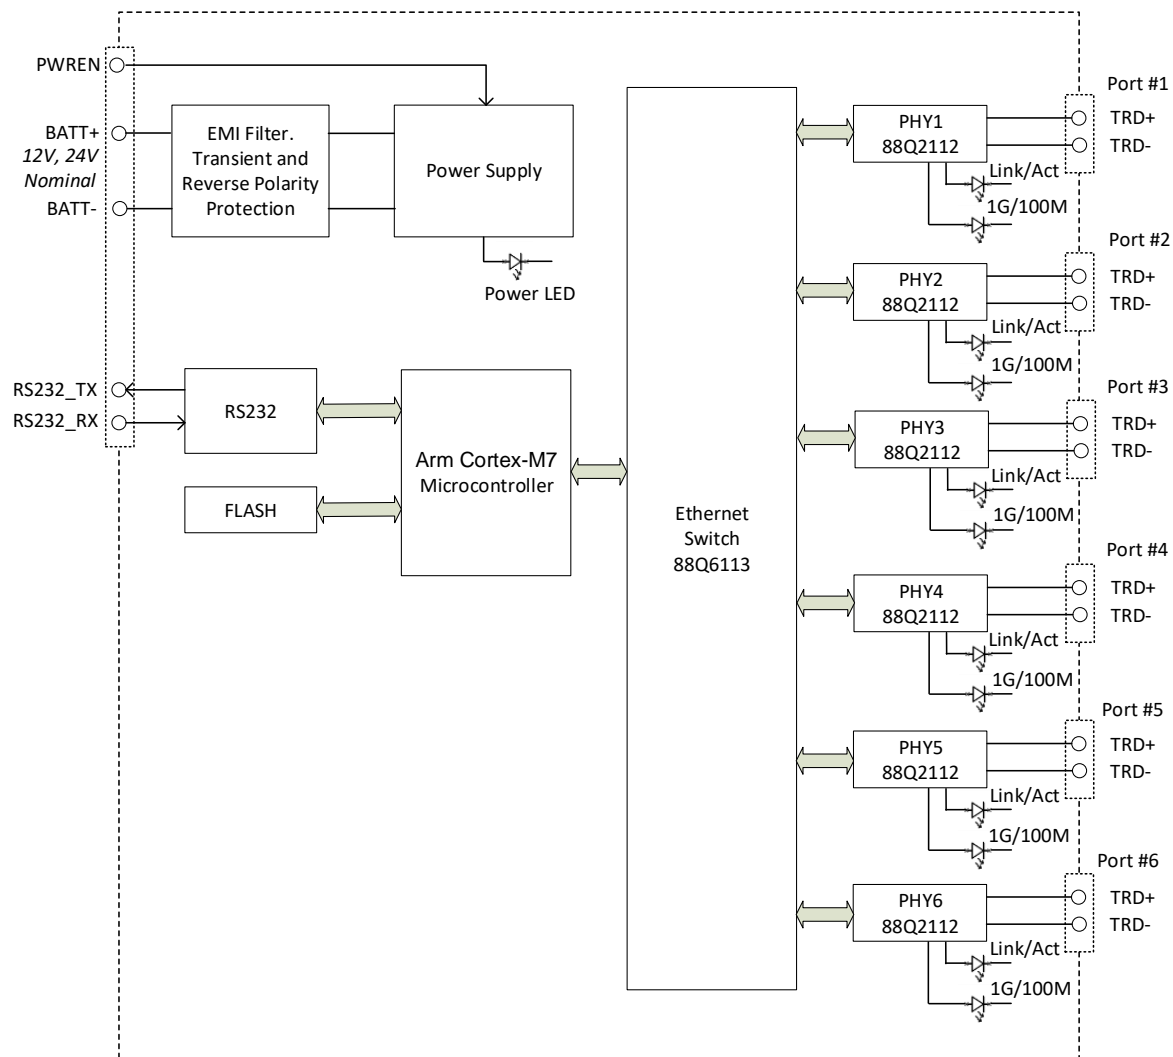 PWREN
BATT+
12V, 24V
Nominal
BATT-
EMI Filter.
Transient and
Reverse Polarity
Protection
Power Supply
Power LED
RS232_TX
RS232_RX
RS232
FLASH
Arm Cortex-M7
Microcontroller
Ethernet
Switch
88Q6113
Port #1
PHY1
88Q2112
TRD+
TRD-
Link/Act
1G/100M
Port #2
PHY2
88Q2112
TRD+
TRD-
Link/Act
1G/100M
Port #3
PHY3
88Q2112
TRD+
TRD-
Link/Act
1G/100M
Port #4
PHY4
88Q2112
TRD+
TRD-
Link/Act
1G/100M
Port #5
PHY5
88Q2112
TRD+
TRD-
Link/Act
1G/100M
Port #6
PHY6
88Q2112
TRD+
TRD-
Link/Act
1G/100M